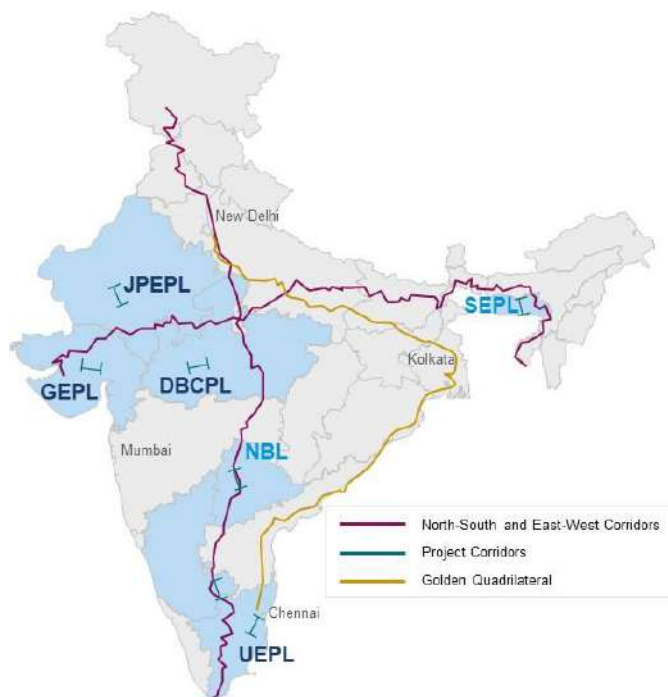 New Delhi
JPEPL
SEPL
GEPL
DBCPL
Kolkata
Mumbai
NBL
North-South and East-West Corridors
Project Corridors
Golden Quadrilateral
Chennai
UEPL